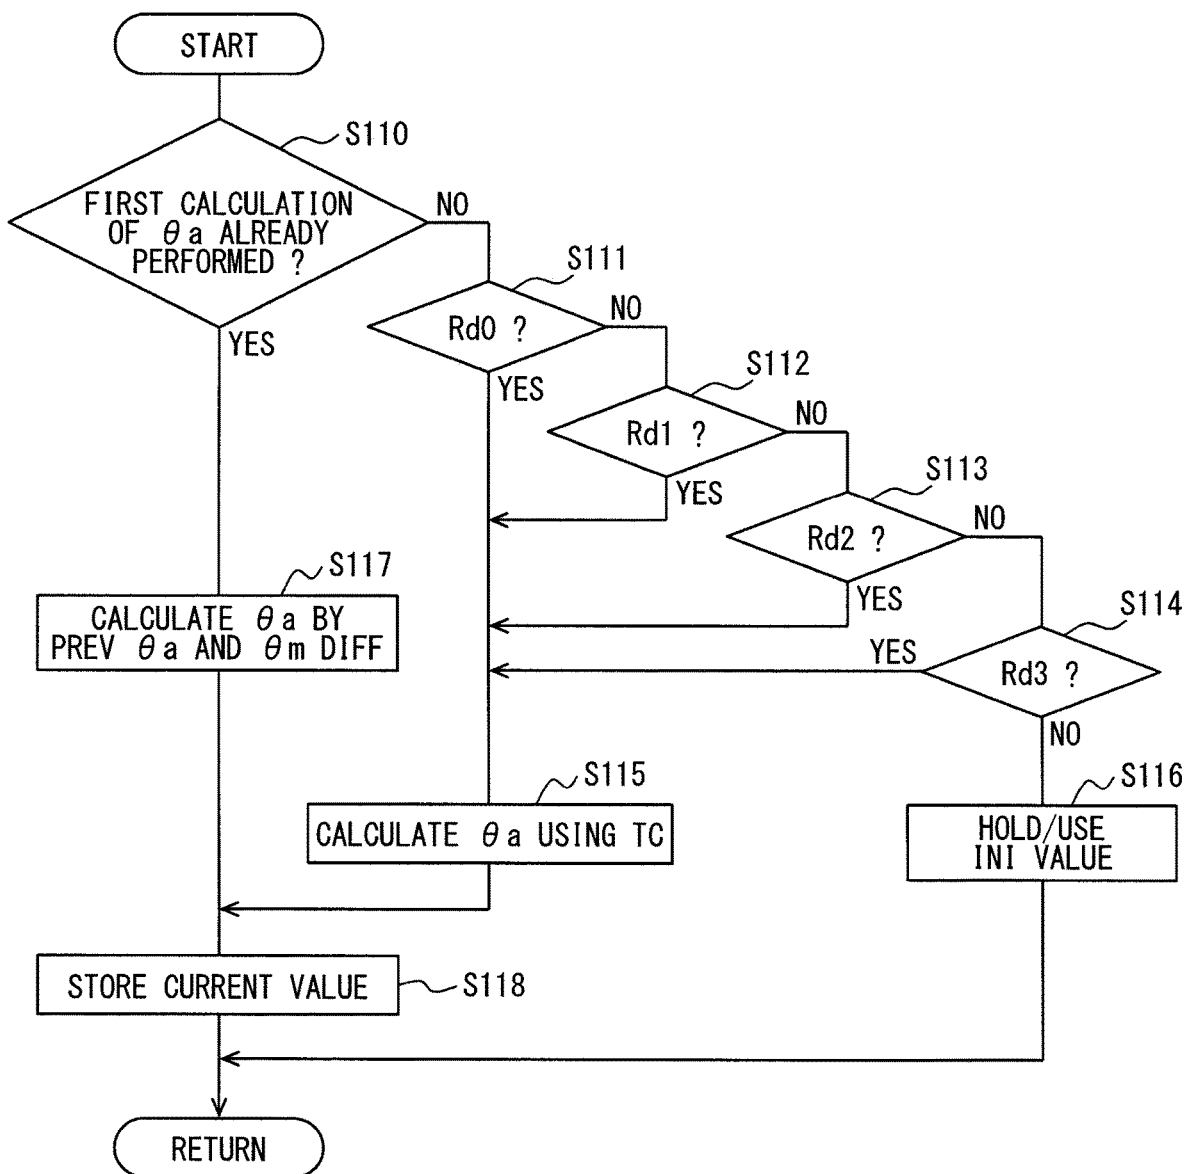 START
S110
FIRST CALCULATION
OF θa ALREADY
PERFORMED ?
NO
YES
S111
Rd0 ?
NO
YES
S112
Rd1 ?
NO
YES
S113
Rd2 ?
NO
YES
S114
Rd3 ?
YES
NO
S117
CALCULATE θa BY
PREV θa AND θm DIFF
S115
CALCULATE θa USING TC
S116
HOLD/USE
INI VALUE
STORE CURRENT VALUE
S118
RETURN